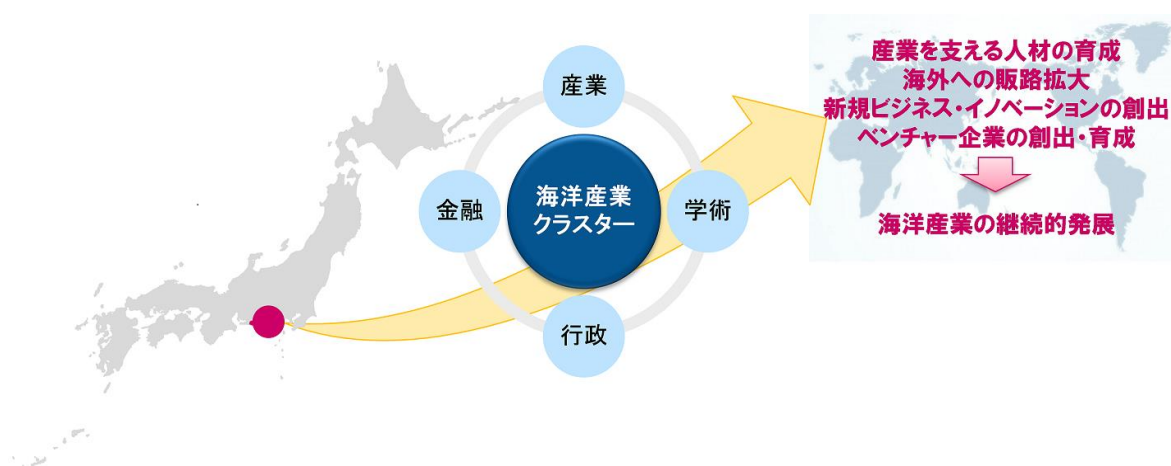 産業
金融
海洋産業
クラスター
学術
行政
産業を支える人材の育成
海外への販路拡大
新規ビジネス・イノベーションの創出
ベンチャー企業の創出・育成
海洋産業の継続的発展